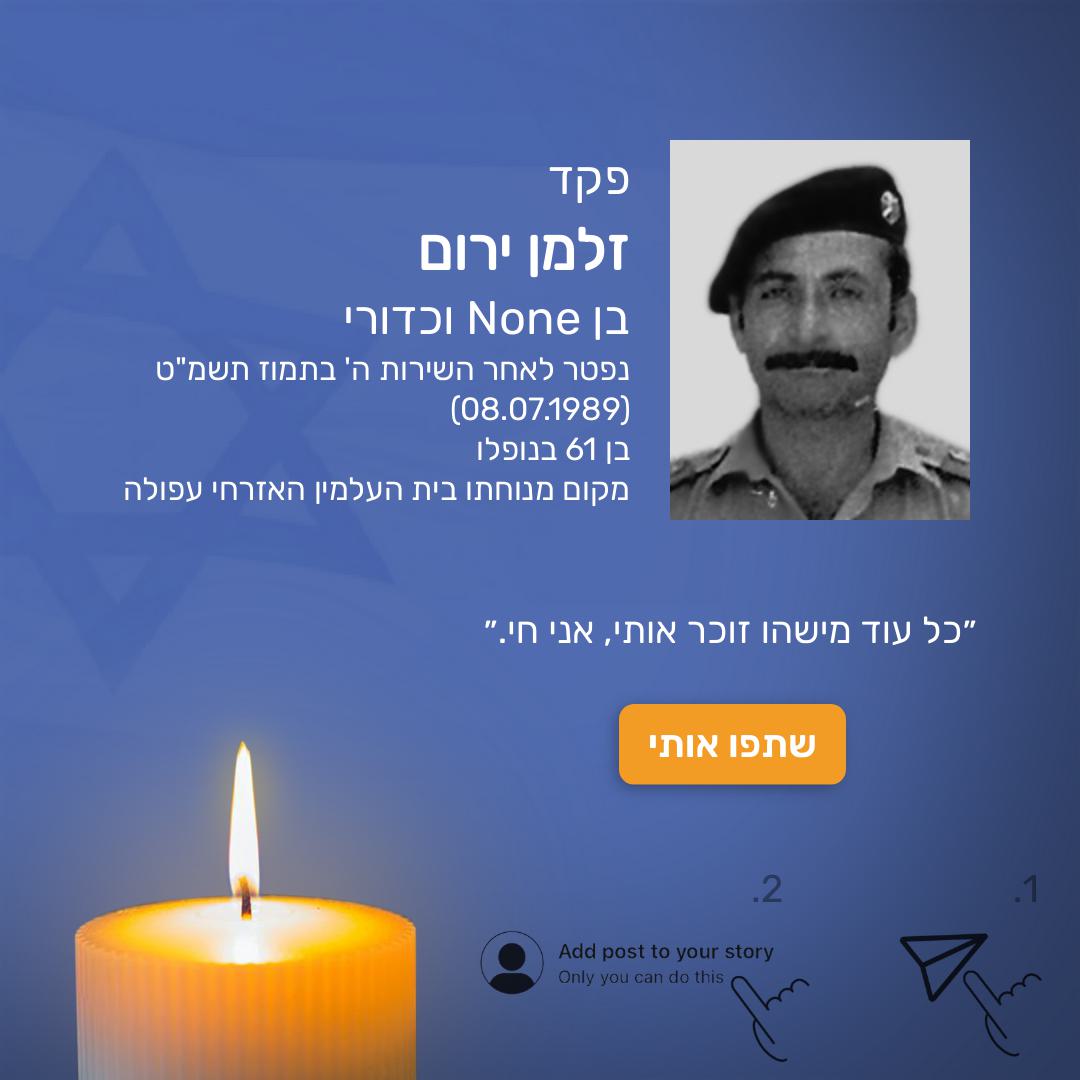 פקד
זלמן ירום
בן None וכדורי
נפטר לאחר השירות ה' בתמוז תשמ"ט
(08.07.1989)
בן 61 בנופלו
מקום מנוחתו בית העלמין האזרחי עפולה
״כל עוד מישהו זוכר אותי, אני חי.״
שתפו אותי
1.
2.
Add post to your story
Only you can do this